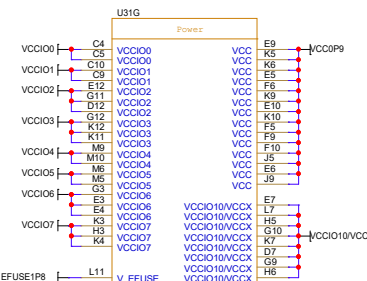 U31G
Power
VCCIO0 C4 VCCIO0 VCC E9 VCC0P9
C5 VCCIO0 VCC K5
VCCIO1 C10 VCCIO1 VCC K6
C9 VCCIO1 VCC E5
VCCIO2 E12 VCCIO2 VCC F6
G11 VCCIO2 VCC K9
D12 VCCIO2 VCC E10
VCCIO3 G12 VCCIO3 VCC K10
K12 VCCIO3 VCC F5
K11 VCCIO3 VCC F9
VCCIO4 M9 VCCIO4 VCC F10
M10 VCCIO4 VCC J5
VCCIO5 M6 VCCIO5 VCC E6
M5 VCCIO5 VCC J9
VCCIO6 G3 VCCIO6
E3 VCCIO6 VCCIO10/VCCX E7
E4 VCCIO6 VCCIO10/VCCX L7
VCCIO7 K3 VCCIO7 VCCIO10/VCCX H5
H3 VCCIO7 VCCIO10/VCCX G10 VCCIO10/VCC
K4 VCCIO7 VCCIO10/VCCX K7
VCCIO10/VCCX D7
VCCIO10/VCCX G9
EFUSE1P8 L11 V_EFUSE VCCIO10/VCCX H6